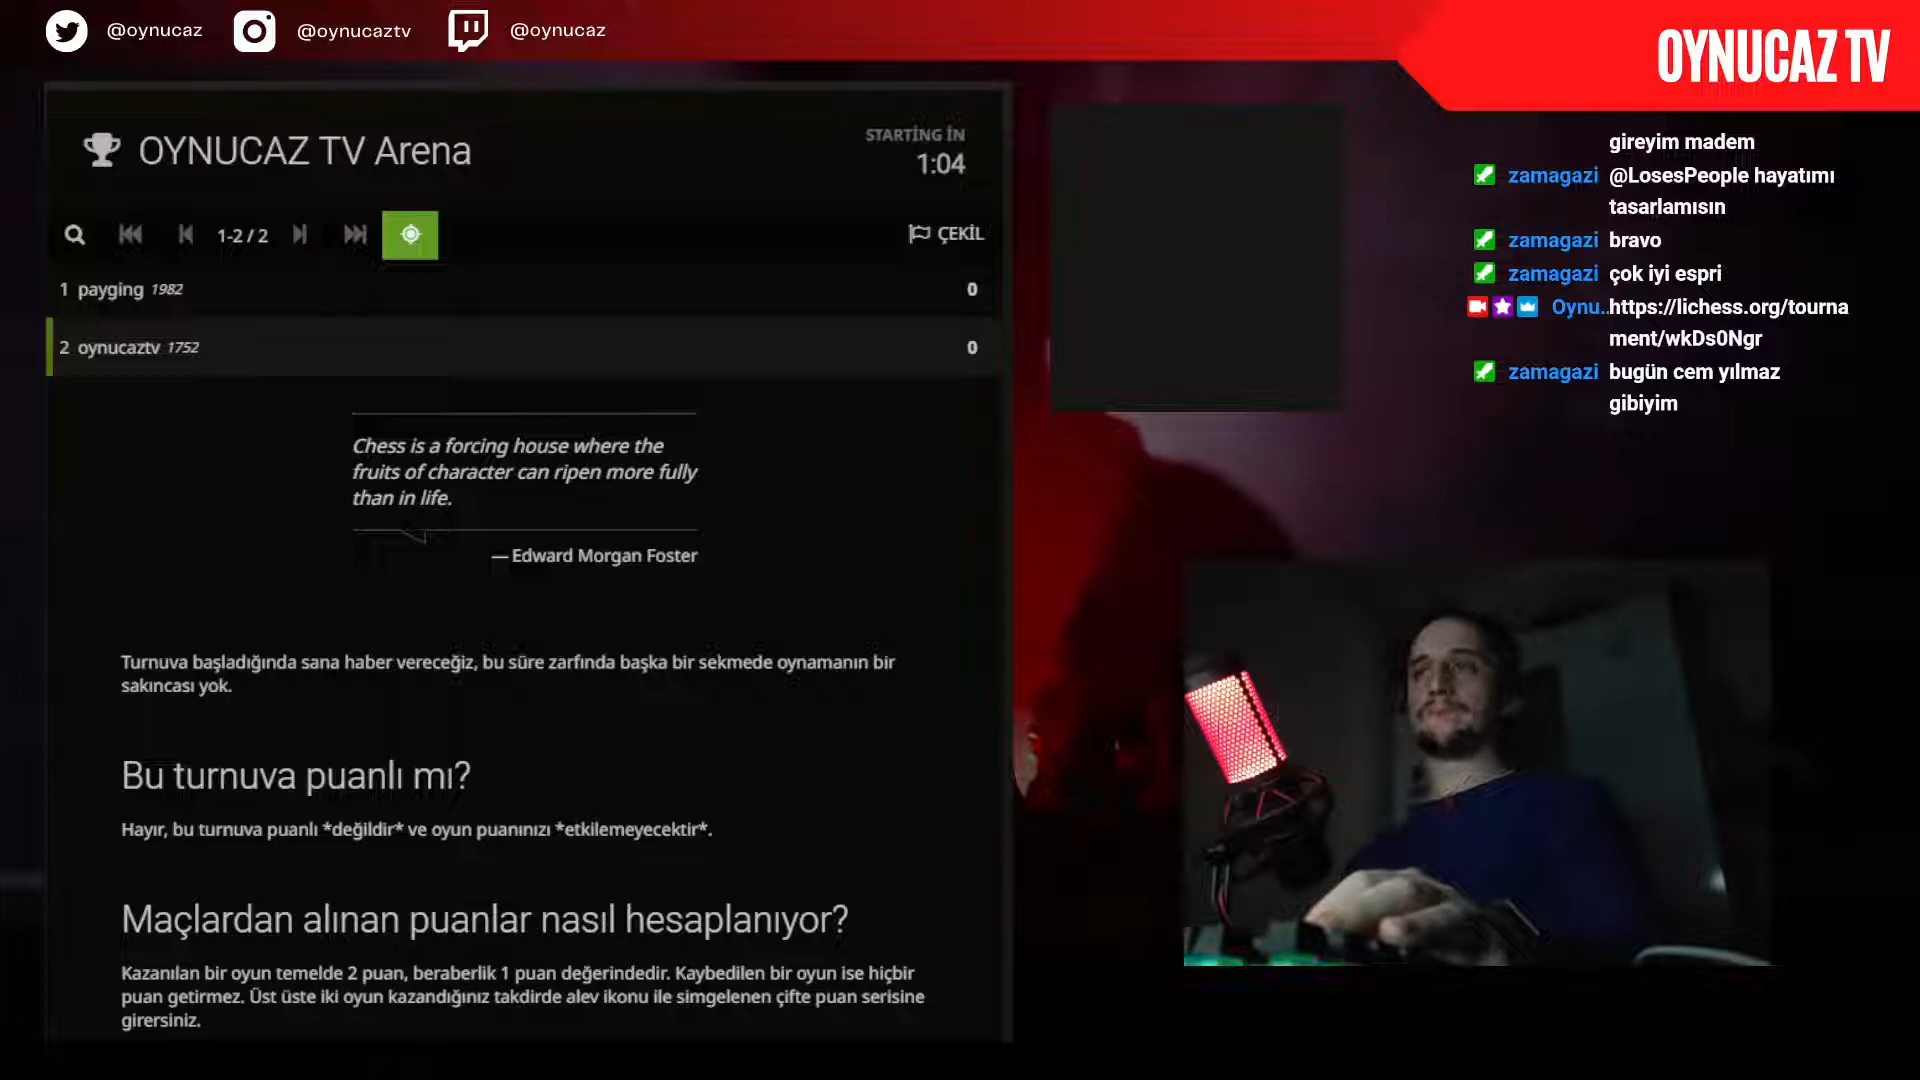 @oynucaz
@oynucaztv
@oynucaz
OYNUCAZ TV
OYNUCAZ TV Arena
STARTİNG İN
1:04
1-2 / 2
ÇEKİL
1 payging 1982 0
2 oynucaztv 1752 0
Chess is a forcing house where the
fruits of character can ripen more fully
than in life.
— Edward Morgan Foster
Turnuva başladığında sana haber vereceğiz, bu süre zarfında başka bir sekmede oynamanın bir
sakıncası yok.
Bu turnuva puanlı mı?
Hayır, bu turnuva puanlı *değildir* ve oyun puanınızı *etkilemeyecektir*.
Maçlardan alınan puanlar nasıl hesaplanıyor?
Kazanılan bir oyun temelde 2 puan, beraberlik 1 puan değerindedir. Kaybedilen bir oyun ise hiçbir
puan getirmez. Üst üste iki oyun kazandığınız takdirde alev ikonu ile simgelenen çifte puan serisine
girersiniz.
gireyim madem
zamagazi @LosesPeople hayatımı
tasarlamısın
zamagazi bravo
zamagazi çok iyi espri
Oynu.. https://lichess.org/tourna
ment/wkDs0Ngr
zamagazi bugün cem yılmaz
gibiyim